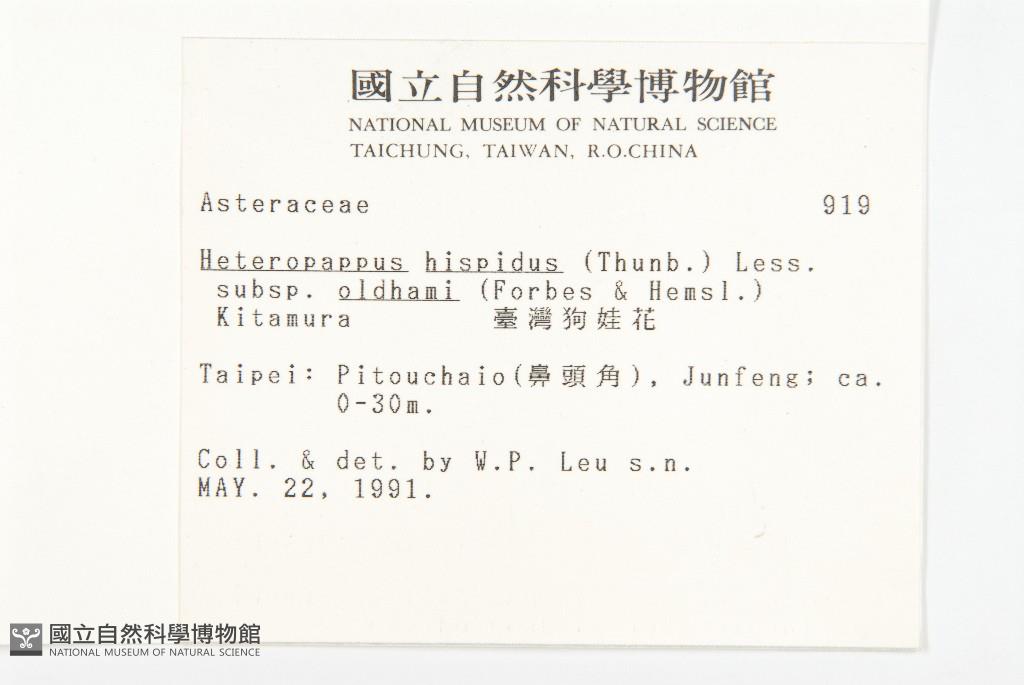 國立自然科學博物館
NATIONAL MUSEUM OF NATURAL SCIENCE
TAICHUNG, TAIWAN, R.O.CHINA
Asteraceae 919
Heteropappus hispidus (Thunb.) Less.
subsp. oldhami (Forbes & Hemsl.)
Kitamura 臺灣狗娃花
Taipei: Pitouchaio(鼻頭角), Junfeng; ca.
0-30m.
Coll. & det. by W.P. Leu s.n.
MAY. 22, 1991.
國立自然科學博物館
NATIONAL MUSEUM OF NATURAL SCIENCE